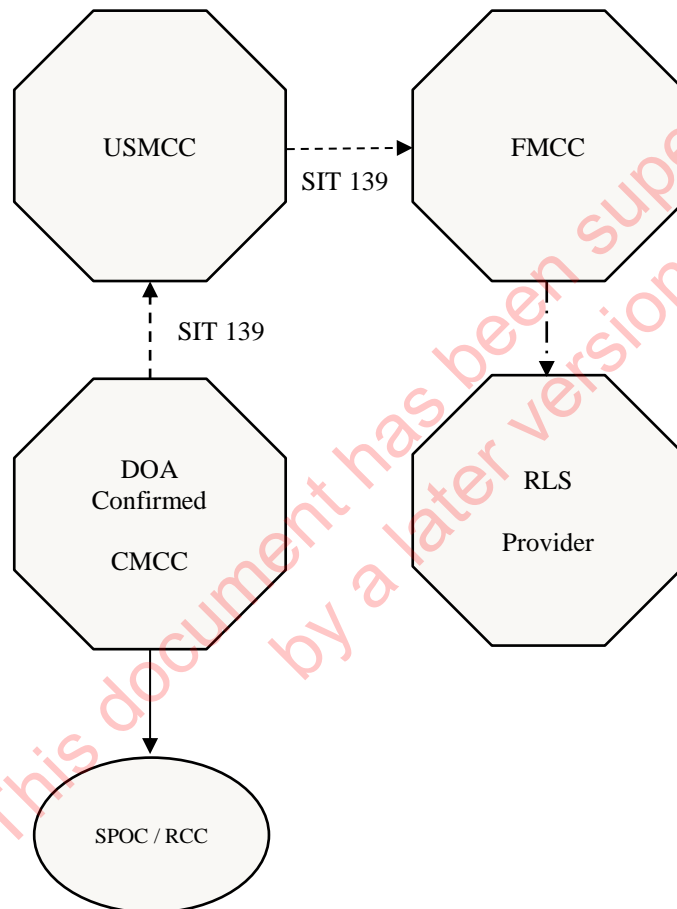 USMCC
FMCC
SIT 139
SIT 139
DOA
Confirmed
CMCC
RLS
Provider
SPOC / RCC
This document has been supe
by a later version